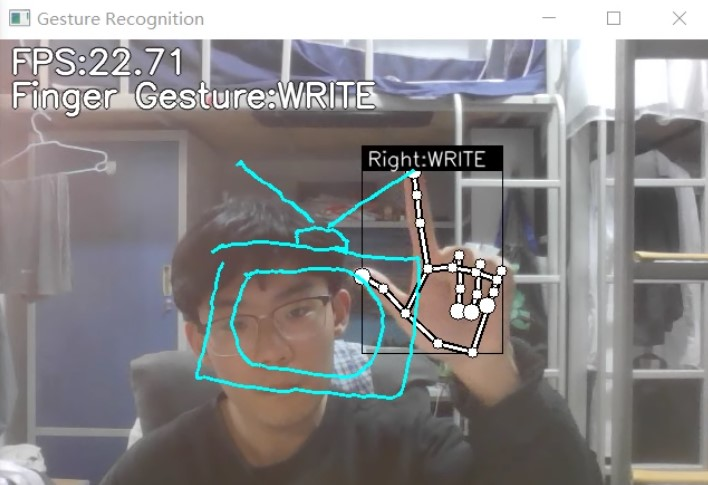 Gesture Recognition
FPS:22.71
Finger Gesture:WRITE
Right:WRITE